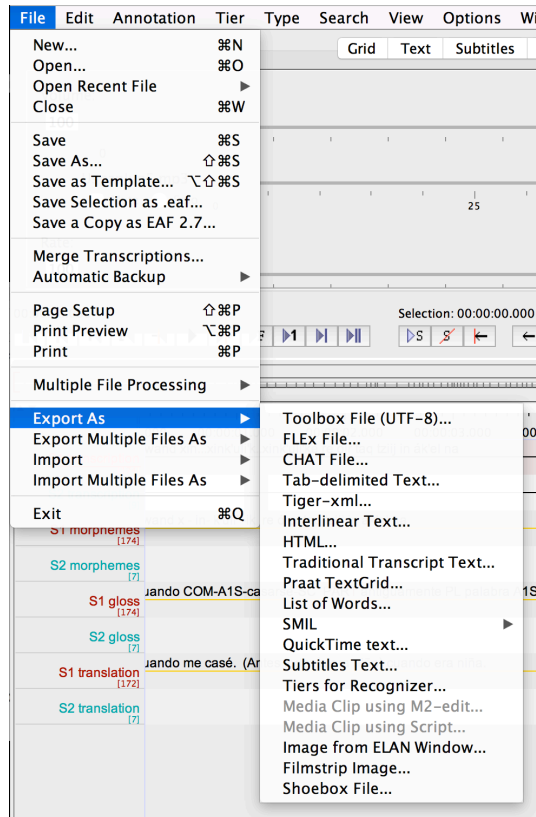 File Edit Annotation Tier Type Search View Options Wi
New... ⌘N
Open... ⌘O
Open Recent File ▶
Close ⌘W
Save ⌘S
Save As... ⇧⌘S
Save as Template... ⌥⇧⌘S
Save Selection as .eaf...
Save a Copy as EAF 2.7...
Merge Transcriptions...
Automatic Backup ▶
Page Setup ⇧⌘P
Print Preview ⌥⌘P
Print ⌘P
Multiple File Processing ▶
Export As ▶
Export Multiple Files As ▶
Import ▶
Import Multiple Files As ▶
Exit ⌘Q
Grid Text Subtitles
25
Selection: 00:00:00.000
Toolbox File (UTF-8)...
FLEx File...
CHAT File...
Tab-delimited Text...
Tiger-xml...
Interlinear Text...
HTML...
Traditional Transcript Text...
Praat TextGrid...
List of Words...
SMIL ▶
QuickTime text...
Subtitles Text...
Tiers for Recognizer...
Media Clip using M2-edit...
Media Clip using Script...
Image from ELAN Window...
Filmstrip Image...
Shoebox File...
S1 morphemes
[174]
S2 morphemes
[7]
S1 gloss
[174]
uando COM-A1S-ca
S2 gloss
[7]
S1 translation
[172]
uando me casé. (A
S2 translation
[7]